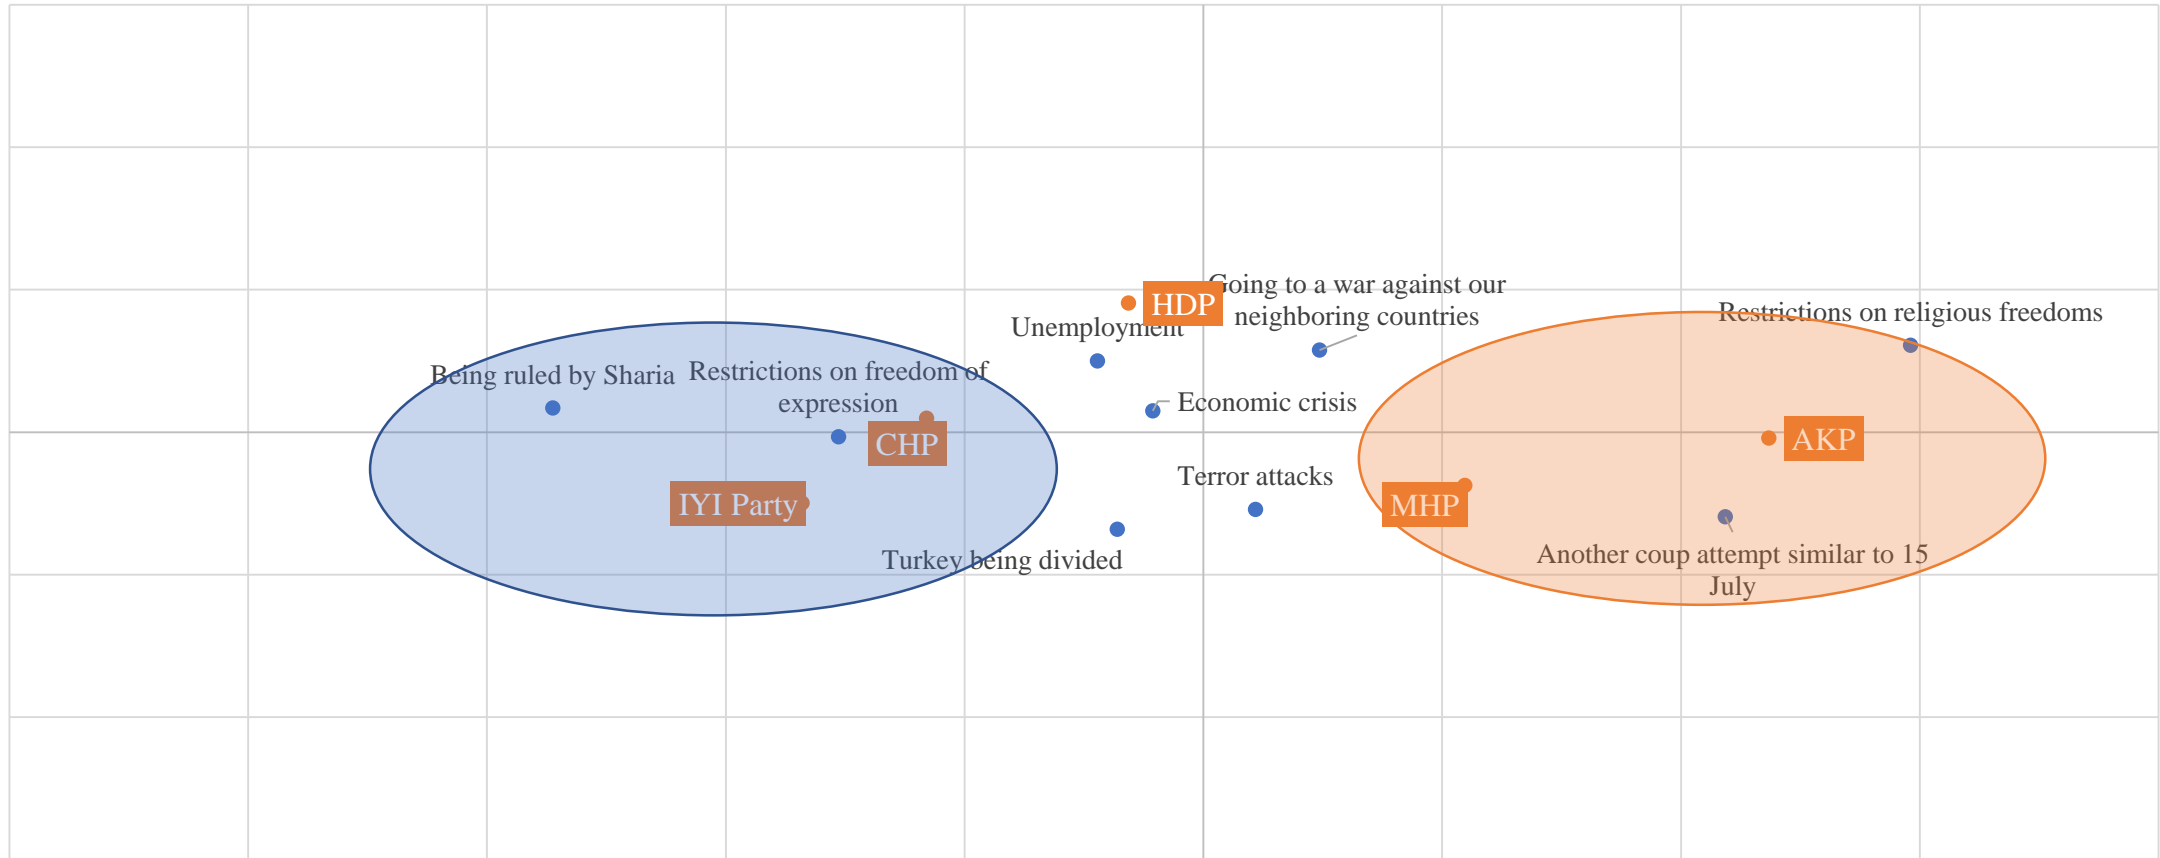 Going to a war against our
neighboring countries
HDP
Unemployment
Restrictions on religious freedoms
Being ruled by Sharia
Restrictions on freedom of
expression
Economic crisis
CHP
AKP
Terror attacks
IYI Party
MHP
Turkey being divided
Another coup attempt similar to 15
July